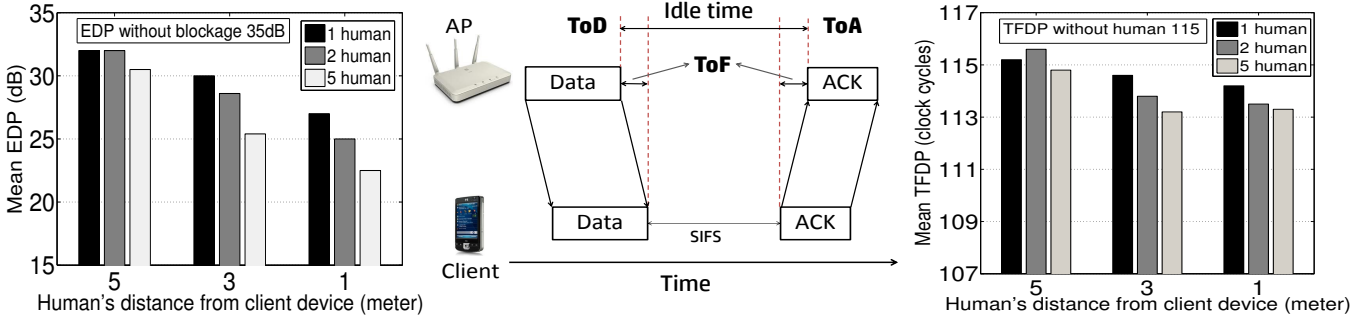 EDP without blockage 35dB
1 human
2 human
5 human
Mean EDP (dB)
35
30
25
20
15
5
3
1
Human's distance from client device (meter)
AP
Idle time
ToD
ToA
ToF
Data
ACK
Data
ACK
SIFS
Client
Time
TFDP without human 115
1 human
2 human
5 human
Mean TFDP (clock cycles)
117
115
113
111
109
107
5
3
1
Human's distance from client device (meter)